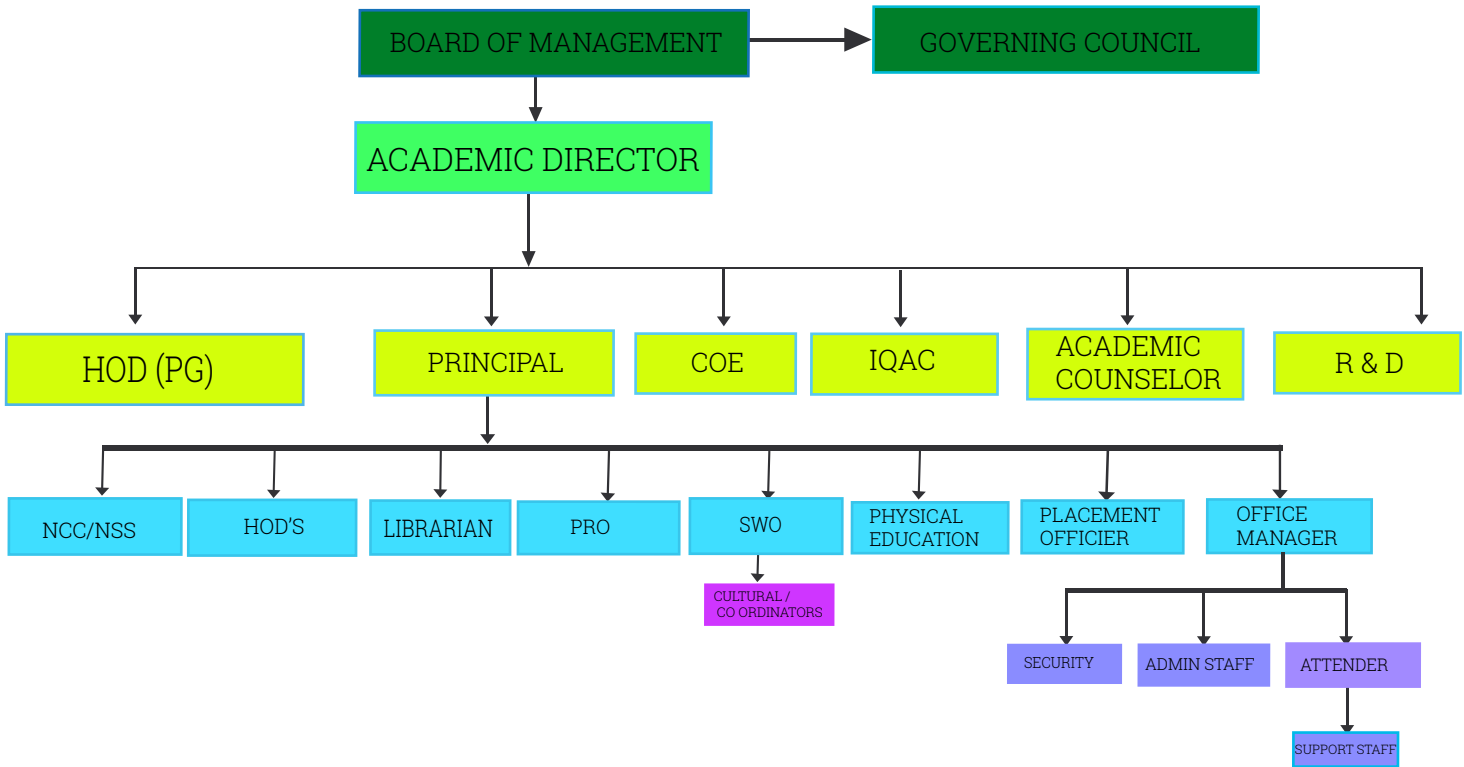 BOARD OF MANAGEMENT
GOVERNING COUNCIL
ACADEMIC DIRECTOR
HOD (PG)
PRINCIPAL
COE
IQAC
ACADEMIC
COUNSELOR
R & D
NCC/NSS
HOD'S
LIBRARIAN
PRO
SWO
PHYSICAL
EDUCATION
PLACEMENT
OFFICIER
OFFICE
MANAGER
CULTURAL /
CO ORDINATORS
SECURITY
ADMIN STAFF
ATTENDER
SUPPORT STAFF